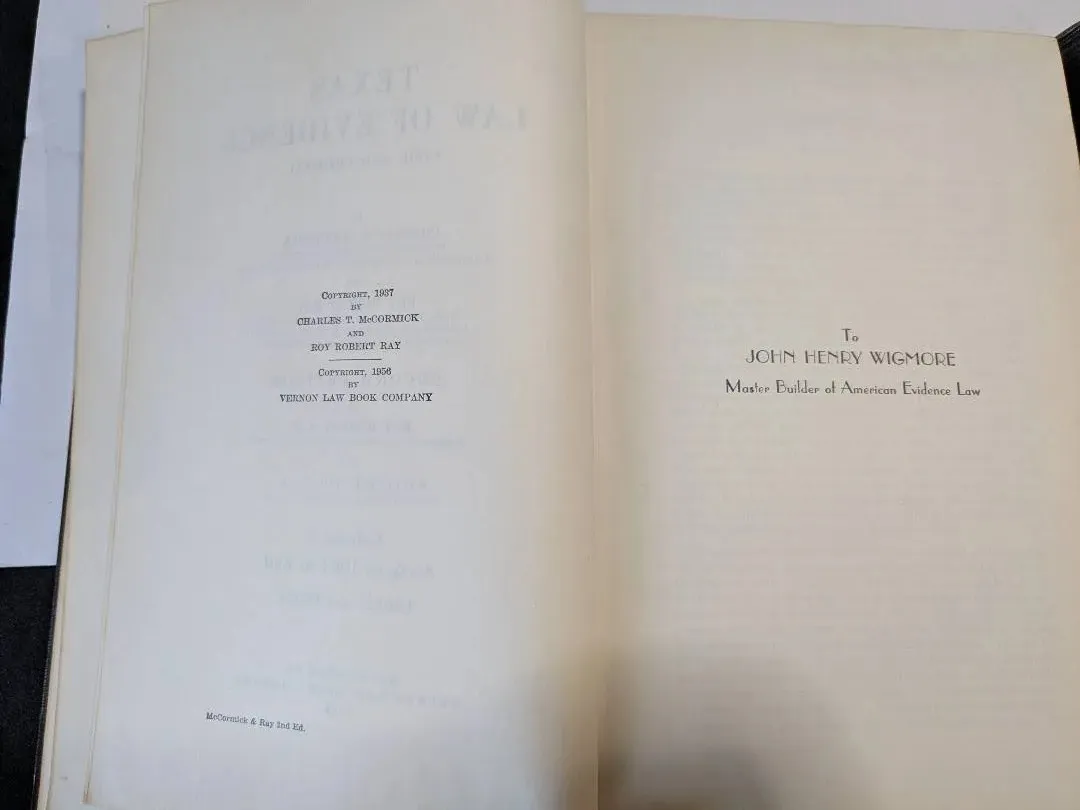 COPYRIGHT, 1937
BY
CHARLES T. McCORMICK
AND
ROY ROBERT RAY
COPYRIGHT, 1956
BY
VERNON LAW BOOK COMPANY
McCormick & Ray 2nd Ed.
To
JOHN HENRY WIGMORE
Master Builder of American Evidence Law